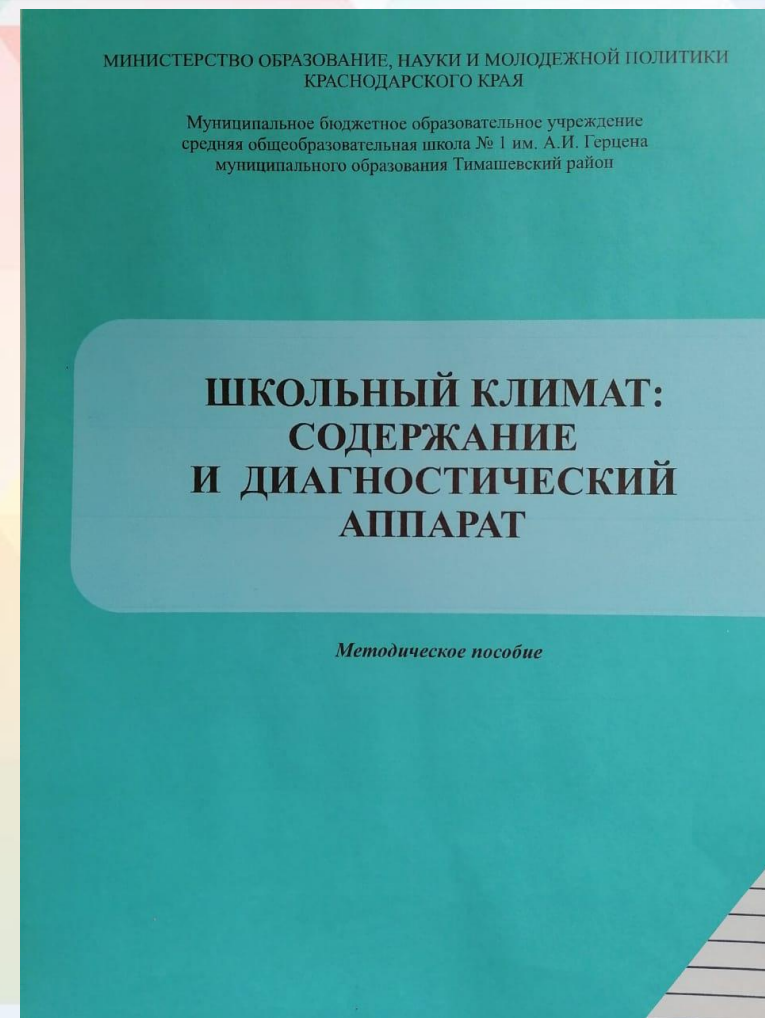 МИНИСТЕРСТВО ОБРАЗОВАНИЕ, НАУКИ И МОЛОДЕЖНОЙ ПОЛИТИКИ
КРАСНОДАРСКОГО КРАЯ
Муниципальное бюджетное образовательное учреждение
средняя общеобразовательная школа № 1 им. А.И. Герцена
муниципального образования Тимашевский район
ШКОЛЬНЫЙ КЛИМАТ:
СОДЕРЖАНИЕ
И ДИАГНОСТИЧЕСКИЙ
АППАРАТ
Методическое пособие